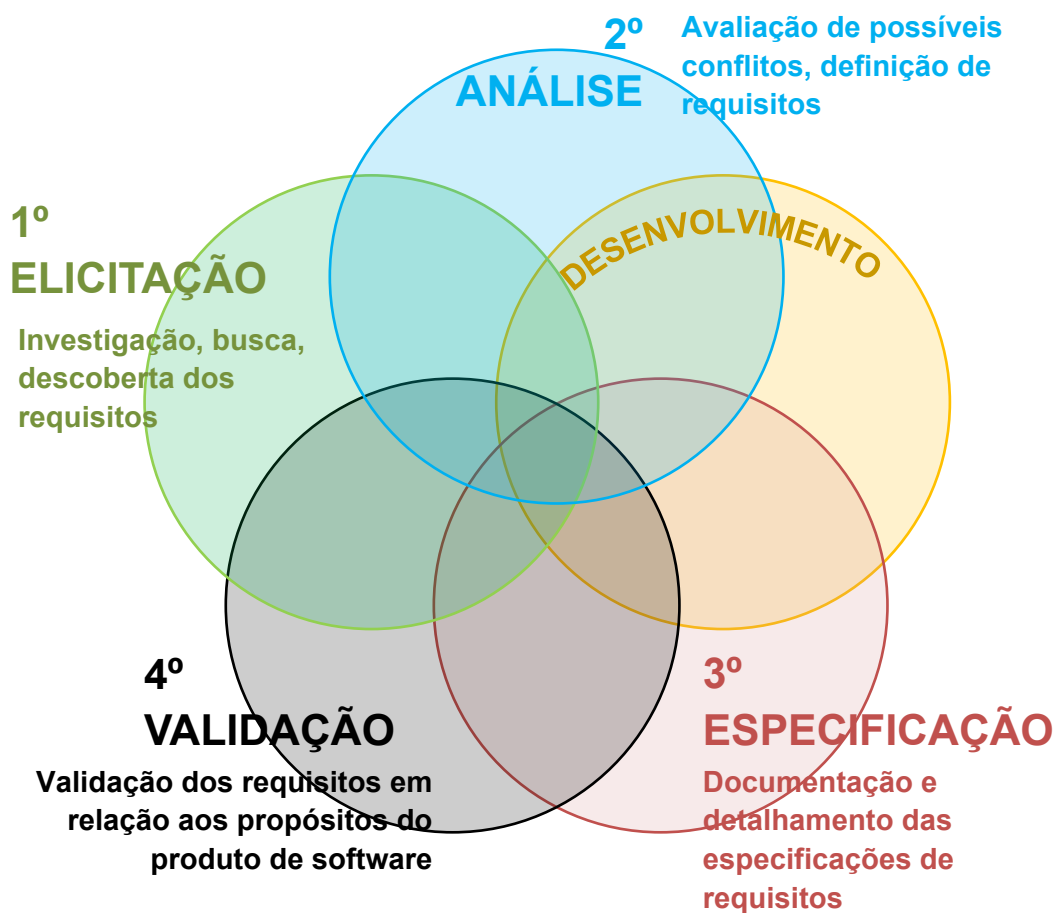 2º
ANÁLISE
Avaliação de possíveis
conflitos, definição de
requisitos
DESENVOLVIMENTO
1º
ELICITAÇÃO
Investigação, busca,
descoberta dos
requisitos
4º
VALIDAÇÃO
Validação dos requisitos em
relação aos propósitos do
produto de software
3º
ESPECIFICAÇÃO
Documentação e
detalhamento das
especificações de
requisitos